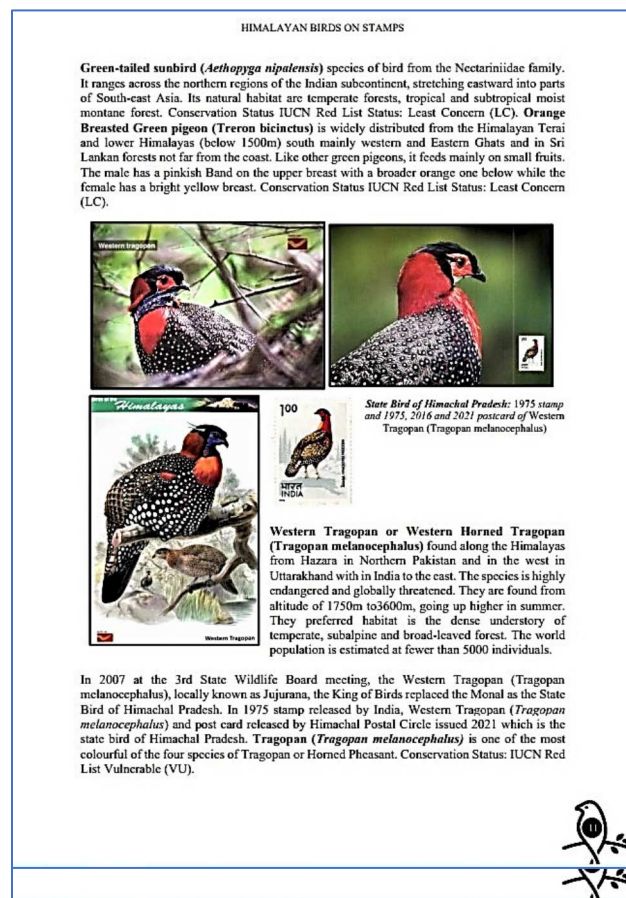 HIMALAYAN BIRDS ON STAMPS
Green-tailed sunbird (Aethopyga nipalensis) species of bird from the Nectariniidae family.
It ranges across the northern regions of the Indian subcontinent, stretching eastward into parts
of South-east Asia. Its natural habitat are temperate forests, tropical and subtropical moist
montane forest. Conservation Status IUCN Red List Status: Least Concern (LC). Orange
Breasted Green pigeon (Treron bicinctus) is widely distributed from the Himalayan Terai
and lower Himalayas (below 1500m) south mainly western and Eastern Ghats and in Sri
Lankan forests not far from the coast. Like other green pigeons, it feeds mainly on small fruits.
The male has a pinkish Band on the upper breast with a broader orange one below while the
female has a bright yellow breast. Conservation Status IUCN Red List Status: Least Concern
(LC).
Western tragopan
Himalayas
Western Tragopan
100
भारत
INDIA
State Bird of Himachal Pradesh: 1975 stamp
and 1975, 2016 and 2021 postcard of Western
Tragopan (Tragopan melanocephalus)
Western Tragopan or Western Horned Tragopan
(Tragopan melanocephalus) found along the Himalayas
from Hazara in Northern Pakistan and in the west in
Uttarakhand with in India to the east. The species is highly
endangered and globally threatened. They are found from
altitude of 1750m to3600m, going up higher in summer.
They preferred habitat is the dense understory of
temperate, subalpine and broad-leaved forest. The world
population is estimated at fewer than 5000 individuals.
In 2007 at the 3rd State Wildlife Board meeting, the Western Tragopan (Tragopan
melanocephalus), locally known as Jujurana, the King of Birds replaced the Monal as the State
Bird of Himachal Pradesh. In 1975 stamp released by India, Western Tragopan (Tragopan
melanocephalus) and post card released by Himachal Postal Circle issued 2021 which is the
state bird of Himachal Pradesh. Tragopan (Tragopan melanocephalus) is one of the most
colourful of the four species of Tragopan or Horned Pheasant. Conservation Status: IUCN Red
List Vulnerable (VU).
11